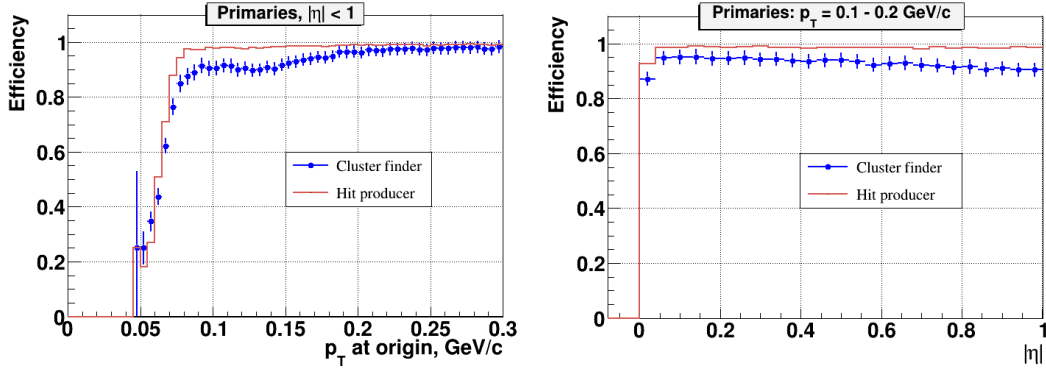 Primaries, |η| < 1
Efficiency
1
0.8
0.6
0.4
0.2
0
Cluster finder
Hit producer
0 0.05 0.1 0.15 0.2 0.25 0.3
pT at origin, GeV/c
Primaries: pT = 0.1 - 0.2 GeV/c
Efficiency
1
0.8
0.6
0.4
0.2
0
Cluster finder
Hit producer
0 0.2 0.4 0.6 0.8 1
|η|